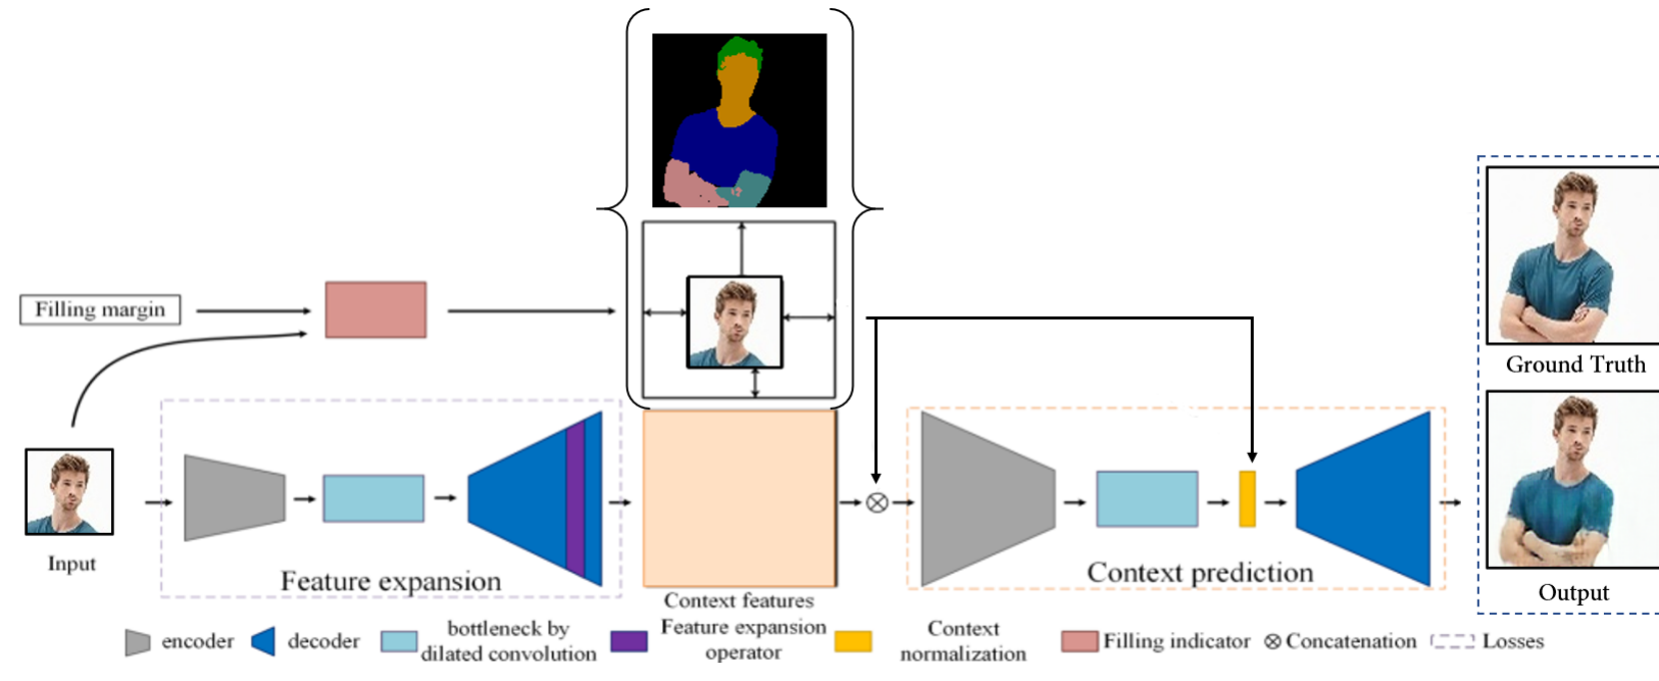 Filling margin
Input
Feature expansion
Context features
Context prediction
Ground Truth
Output
encoder
decoder
bottleneck by
dilated convolution
Feature expansion
operator
Context
normalization
Filling indicator
Concatenation
Losses